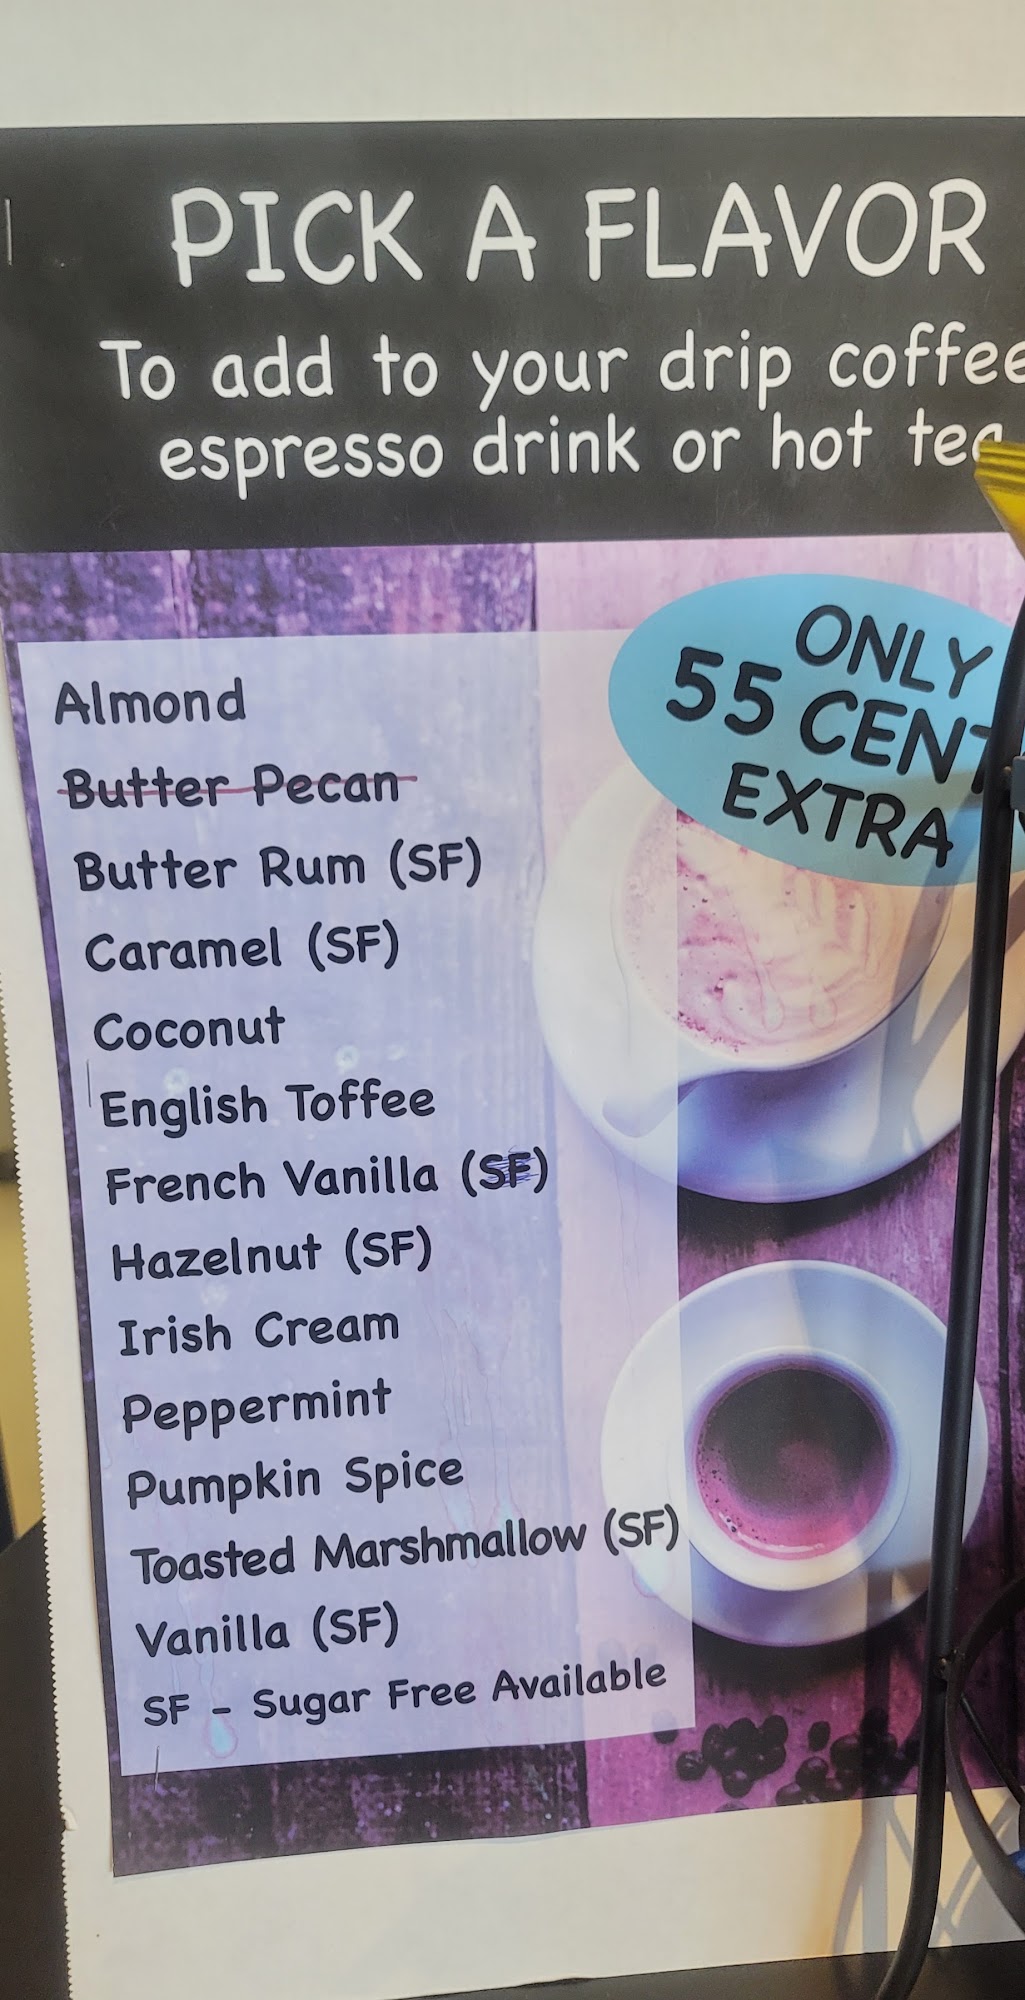 PICK A FLAVOR
To add to your drip coffee
espresso drink or hot tea
ONLY
55 CENT
EXTRA
Almond
Butter Pecan
Butter Rum (SF)
Caramel (SF)
Coconut
English Toffee
French Vanilla (SF)
Hazelnut (SF)
Irish Cream
Peppermint
Pumpkin Spice
Toasted Marshmallow (SF)
Vanilla (SF)
SF - Sugar Free Available